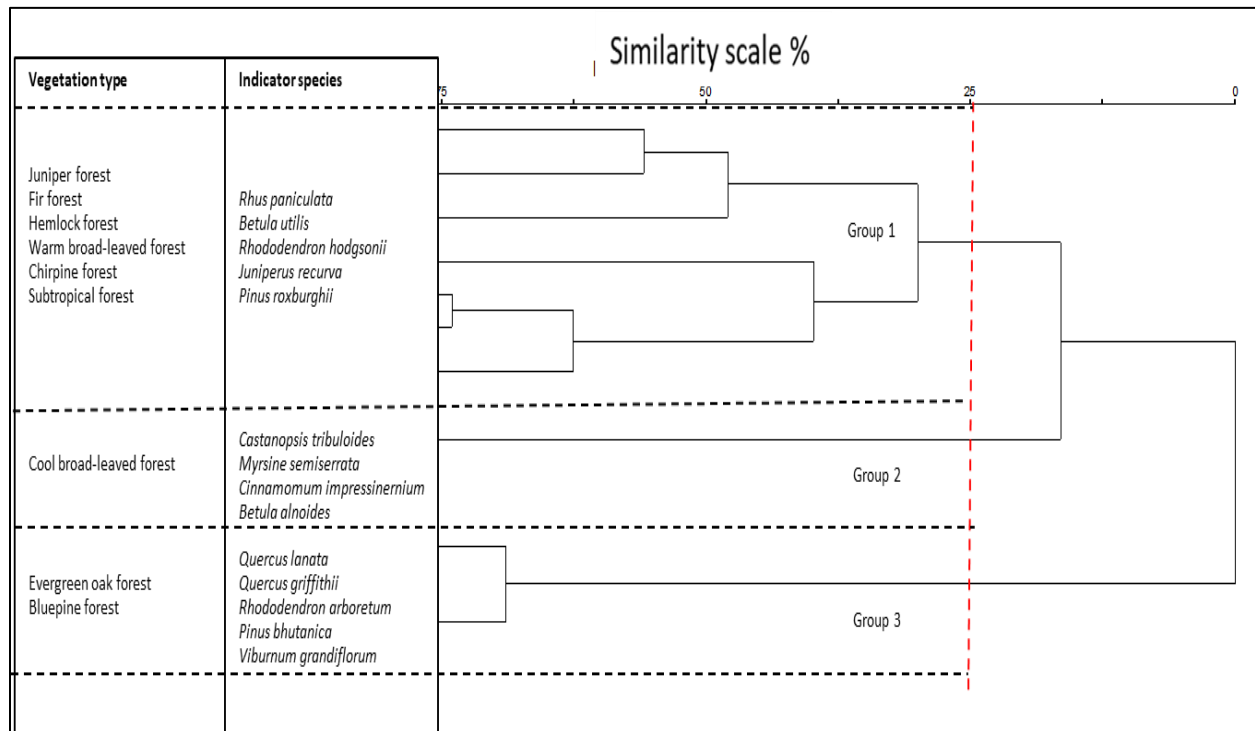 Similarity scale %
Vegetation type
Indicator species
75
50
25
0
Juniper forest
Fir forest
Hemlock forest
Warm broad-leaved forest
Chirpine forest
Subtropical forest
Rhus paniculata
Betula utilis
Rhododendron hodgsonii
Juniperus recurva
Pinus roxburghii
Group 1
Cool broad-leaved forest
Castanopsis tribuloides
Myrsine semiserrata
Cinnamomum impressinernium
Betula alnoides
Group 2
Evergreen oak forest
Bluepine forest
Quercus lanata
Quercus griffithii
Rhododendron arboretum
Pinus bhutanica
Viburnum grandiflorum
Group 3